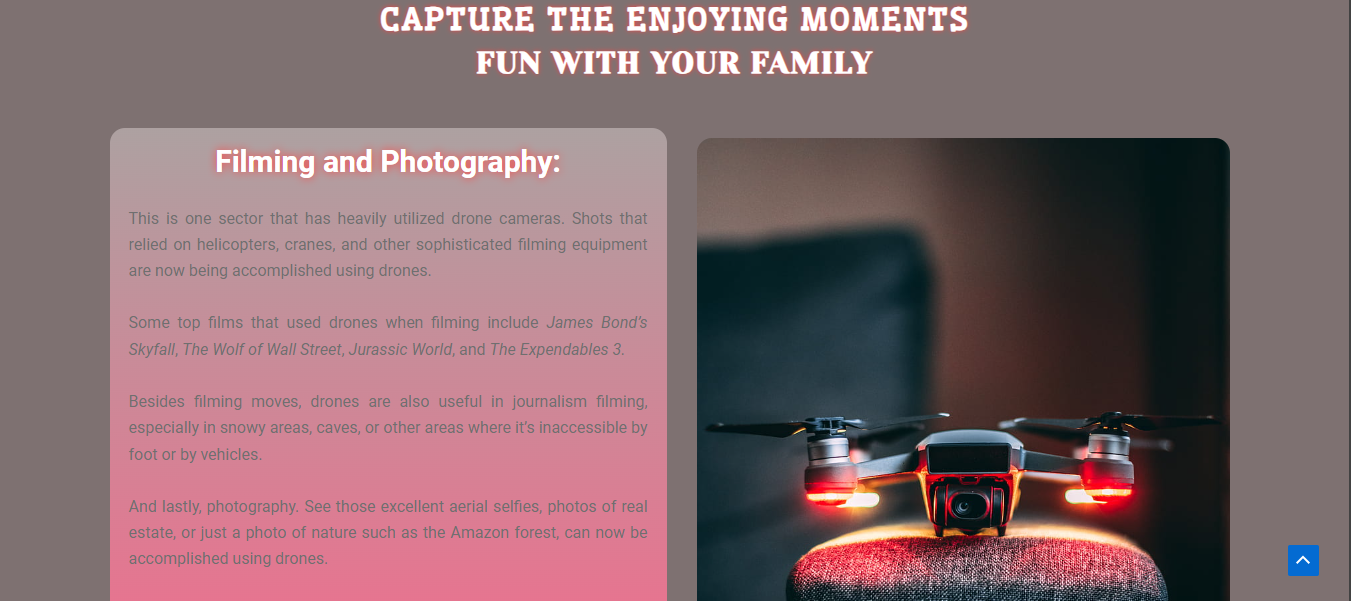 CAPTURE THE ENJOYING MOMENTS
FUN WITH YOUR FAMILY
Filming and Photography:
This is one sector that has heavily utilized drone cameras. Shots that
relied on helicopters, cranes, and other sophisticated filming equipment
are now being accomplished using drones.
Some top films that used drones when filming include James Bond’s
Skyfall, The Wolf of Wall Street, Jurassic World, and The Expendables 3.
Besides filming moves, drones are also useful in journalism filming,
especially in snowy areas, caves, or other areas where it’s inaccessible by
foot or by vehicles.
And lastly, photography. See those excellent aerial selfies, photos of real
estate, or just a photo of nature such as the Amazon forest, can now be
accomplished using drones.